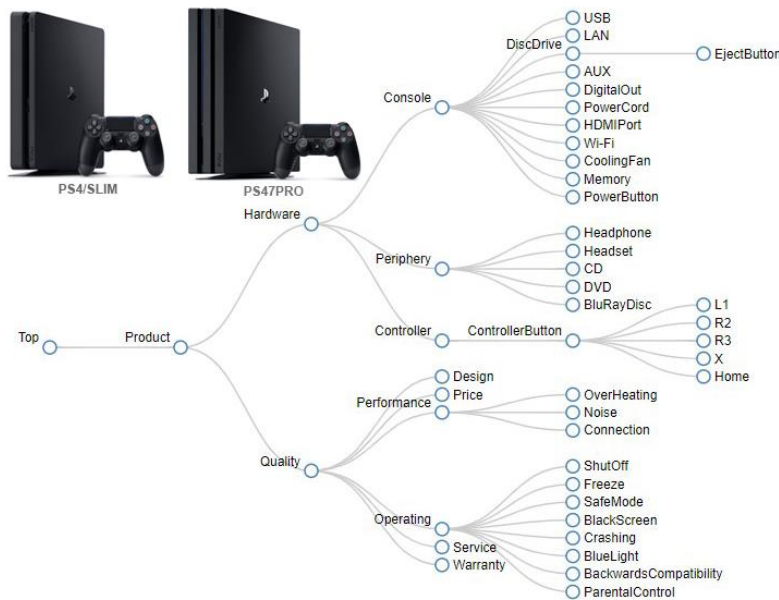 USB
LAN
DiscDrive
EjectButton
AUX
DigitalOut
Console
PowerCord
HDMIPort
Wi-Fi
CoolingFan
Memory
PowerButton
PS4/SLIM
PS47PRO
Hardware
Headphone
Headset
Periphery
CD
DVD
BluRayDisc
L1
R2
Top
Product
Controller
ControllerButton
R3
X
Home
Design
Price
Performance
OverHeating
Noise
Connection
Quality
ShutOff
Freeze
SafeMode
Operating
BlackScreen
Crashing
Service
BlueLight
Warranty
BackwardsCompatibility
ParentalControl